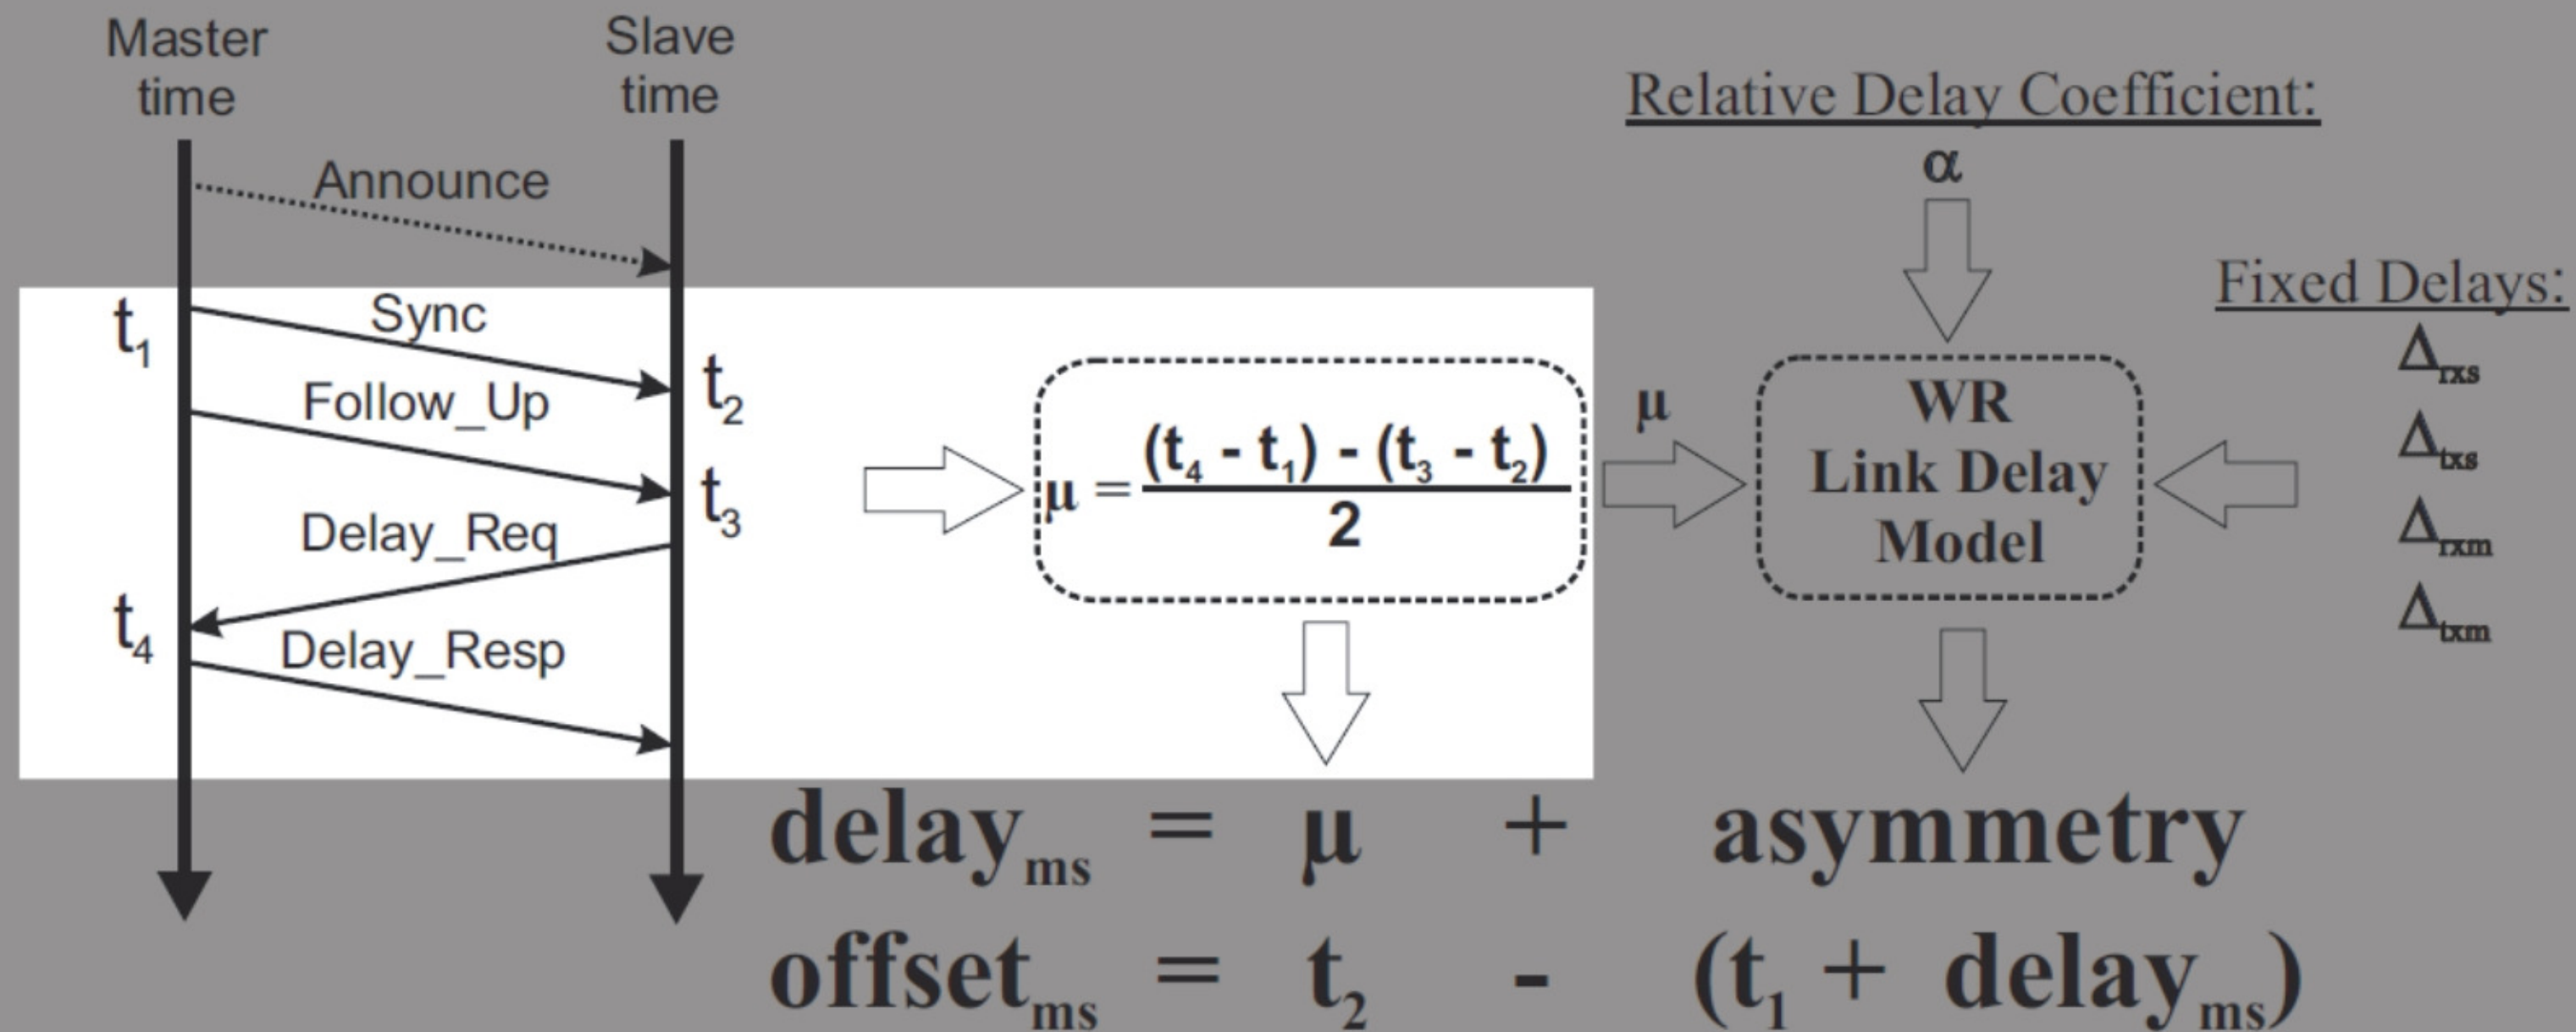 Master
time
Slave
time
Announce
t1
Sync
t2
Follow_Up
t3
Delay_Req
t4
Delay_Resp
μ = (t4 - t1) - (t3 - t2)
2
Relative Delay Coefficient:
α
μ
WR
Link Delay
Model
Fixed Delays:
Δrxs
Δtxs
Δrxm
Δtxm
delayms = μ + asymmetry
offsetms = t2 - (t1 + delayms)